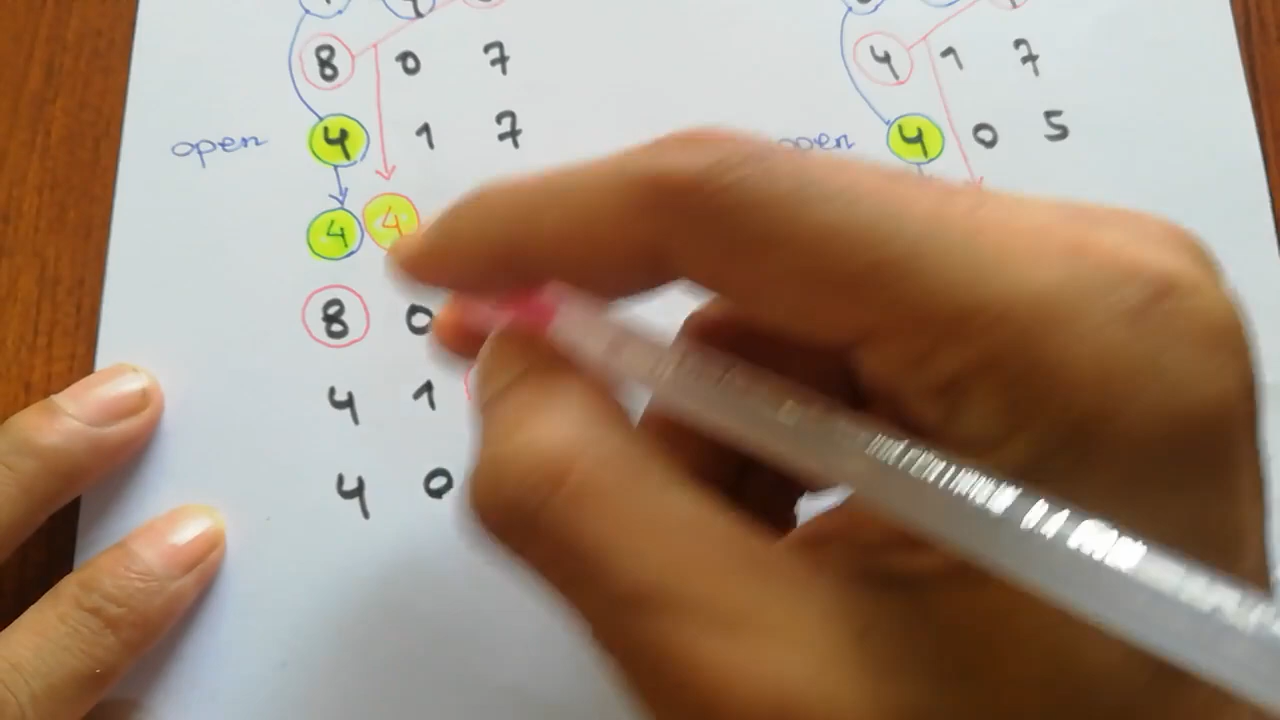 8 0 7
4 1 7
open 4 1 7
open 4 0 5
4 4
8 0
4 1
4 0